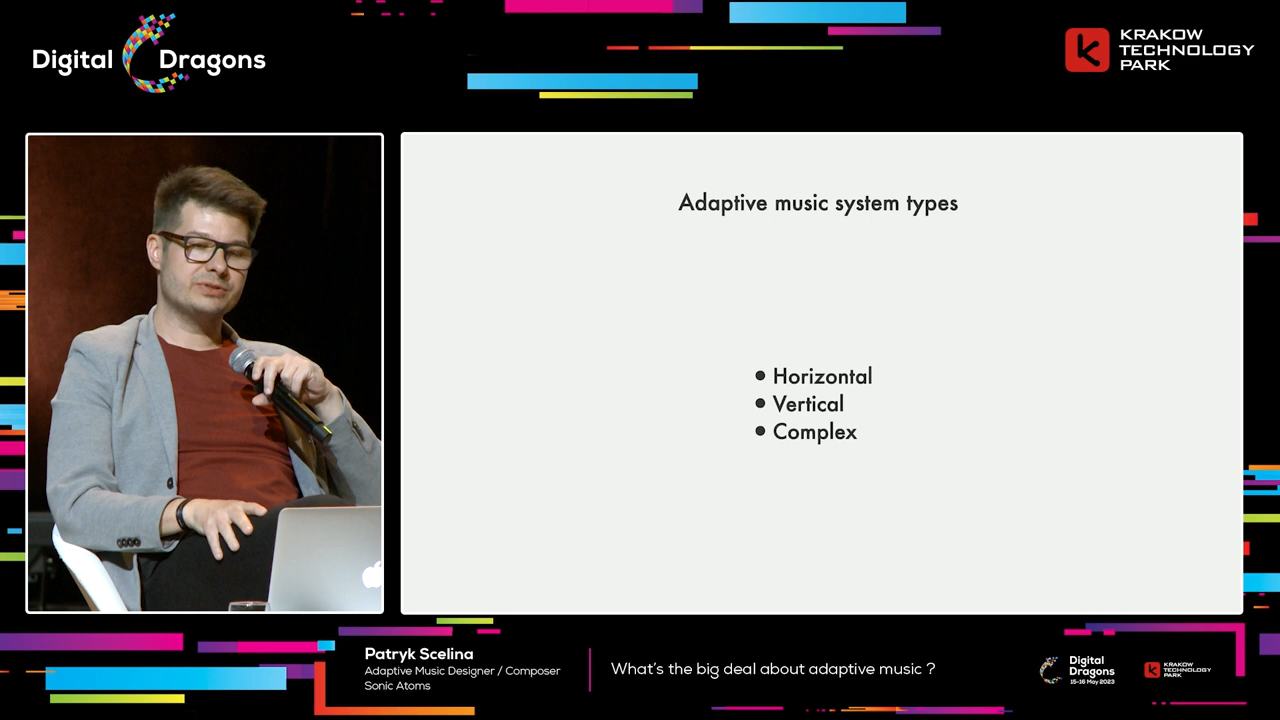 Digital Dragons
KRAKOW
TECHNOLOGY
PARK
Adaptive music system types
• Horizontal
• Vertical
• Complex
Patryk Scelina
Adaptive Music Designer / Composer
Sonic Atoms
What's the big deal about adaptive music ?
Digital
Dragons
15-16 May 2023
KRAKOW
TECHNOLOGY
PARK